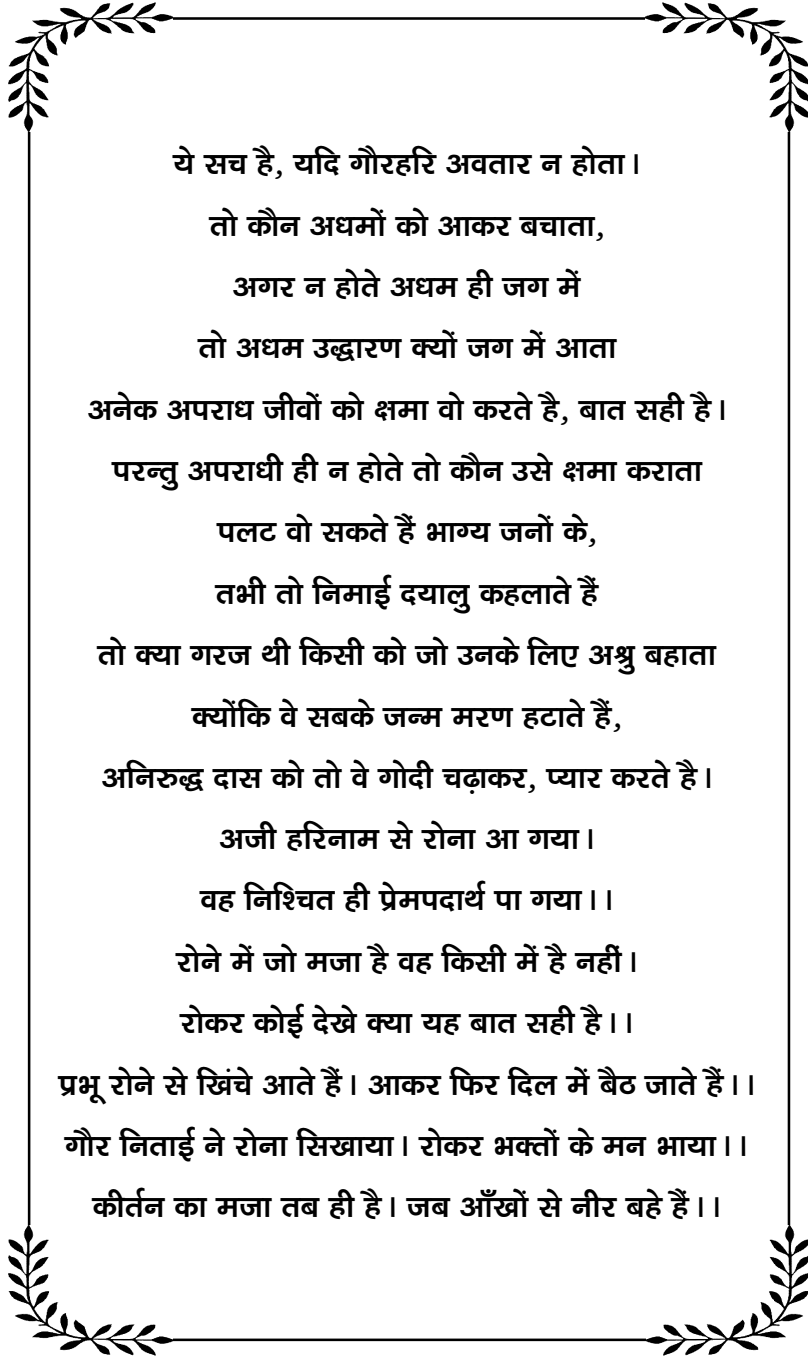 ये सच है, यदि गौरहरि अवतार न होता।
तो कौन अधमों को आकर बचाता,
अगर न होते अधम ही जग में
तो अधम उद्धारण क्यों जग में आता
अनेक अपराध जीवों को क्षमा वो करते है, बात सही है।
परन्तु अपराधी ही न होते तो कौन उसे क्षमा कराता
पलट वो सकते हैं भाग्य जनों के,
तभी तो निमाई दयालु कहलाते हैं
तो क्या गरज थी किसी को जो उनके लिए अश्रु बहाता
क्योंकि वे सबके जन्म मरण हटाते हैं,
अनिरुद्ध दास को तो वे गोदी चढ़ाकर, प्यार करते है।
अजी हरिनाम से रोना आ गया।
वह निश्चित ही प्रेमपदार्थ पा गया।।
रोने में जो मजा है वह किसी में है नहीं।
रोकर कोई देखे क्या यह बात सही है।।
प्रभू रोने से खिंचे आते हैं। आकर फिर दिल में बैठ जाते हैं।।
गौर निताई ने रोना सिखाया। रोकर भक्तों के मन भाया।।
कीर्तन का मजा तब ही है। जब आँखों से नीर बहे हैं।।